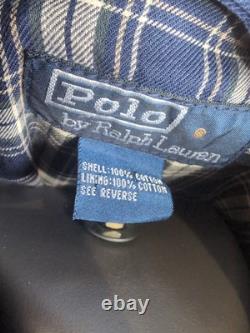 Polo
by Ralph Lauren
SHELL:100% COTTON
LINING:100% COTTON
SEE REVERSE